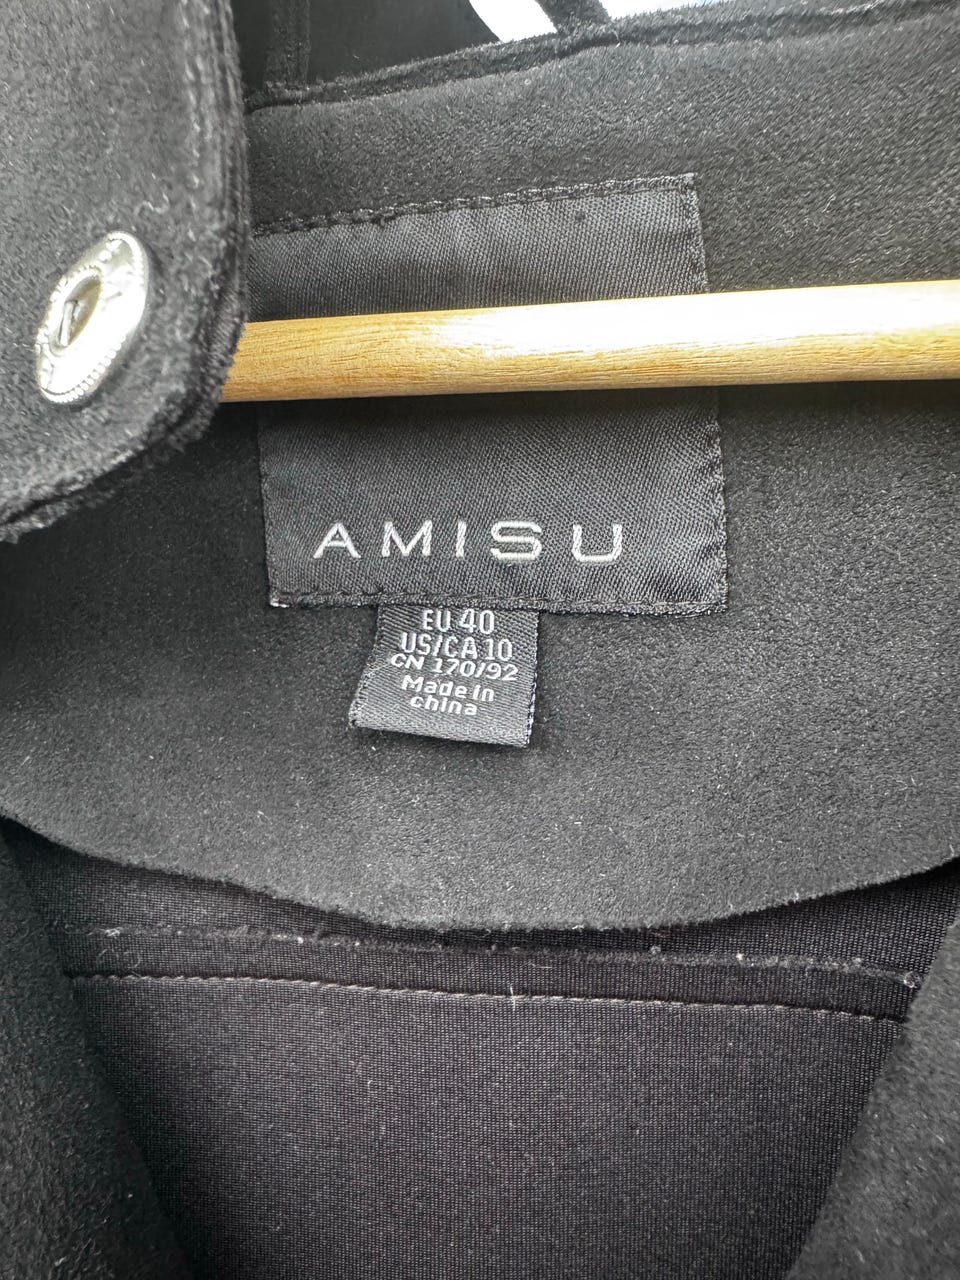 AMISU
EU 40
US/CA 10
CN 170/92
Made in
china